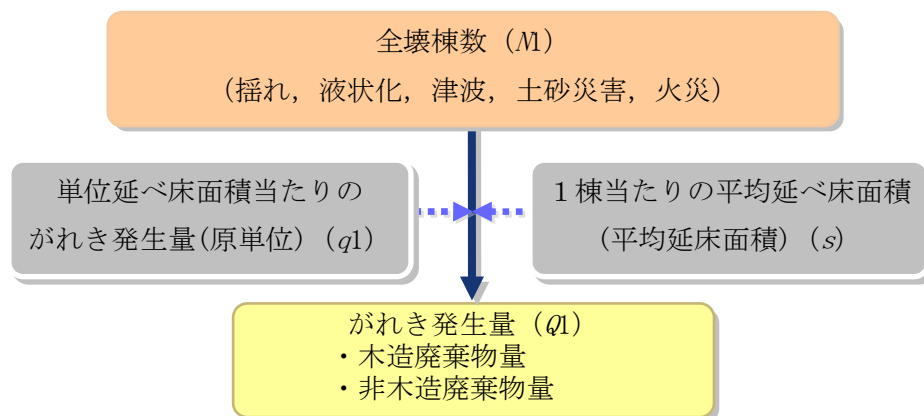 全壊棟数（N1）
（揺れ，液状化，津波，土砂災害，火災）
単位延べ床面積当たりの
がれき発生量(原単位)（q1）
１棟当たりの平均延べ床面積
(平均延床面積)（s）
がれき発生量（Q1）
・木造廃棄物量
・非木造廃棄物量